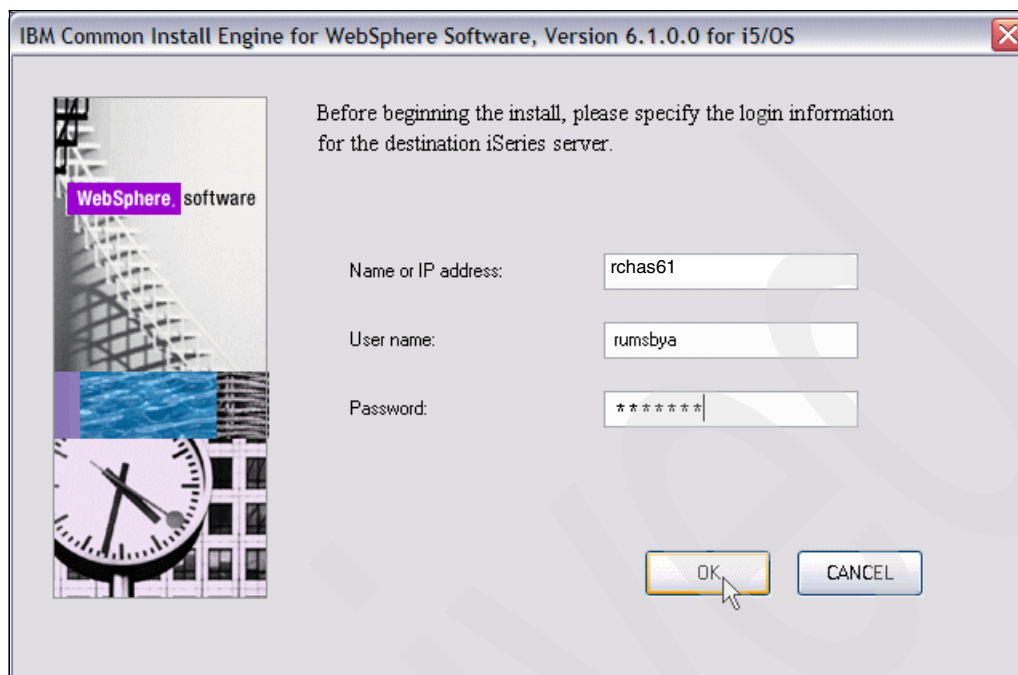 IBM Common Install Engine for WebSphere Software, Version 6.1.0.0 for i5/OS
Before beginning the install, please specify the login information
for the destination iSeries server.
WebSphere. software
Name or IP address: rchas61
User name: rumsbya
Password: *******
OK CANCEL